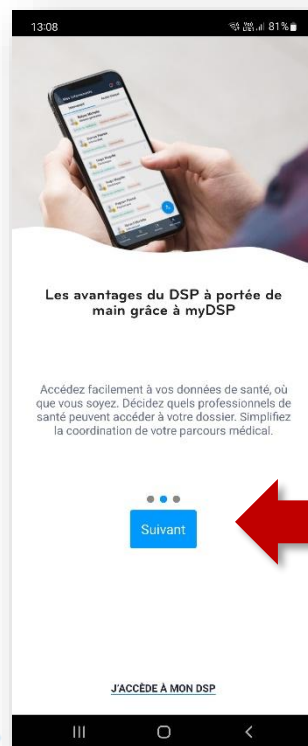 13:08
81%
Les avantages du DSP à portée de
main grâce à myDSP
Accédez facilement à vos données de santé, où
que vous soyez. Décidez quels professionnels de
santé peuvent accéder à votre dossier. Simplifiez
la coordination de votre parcours médical.
Suivant
J'ACCÈDE À MON DSP